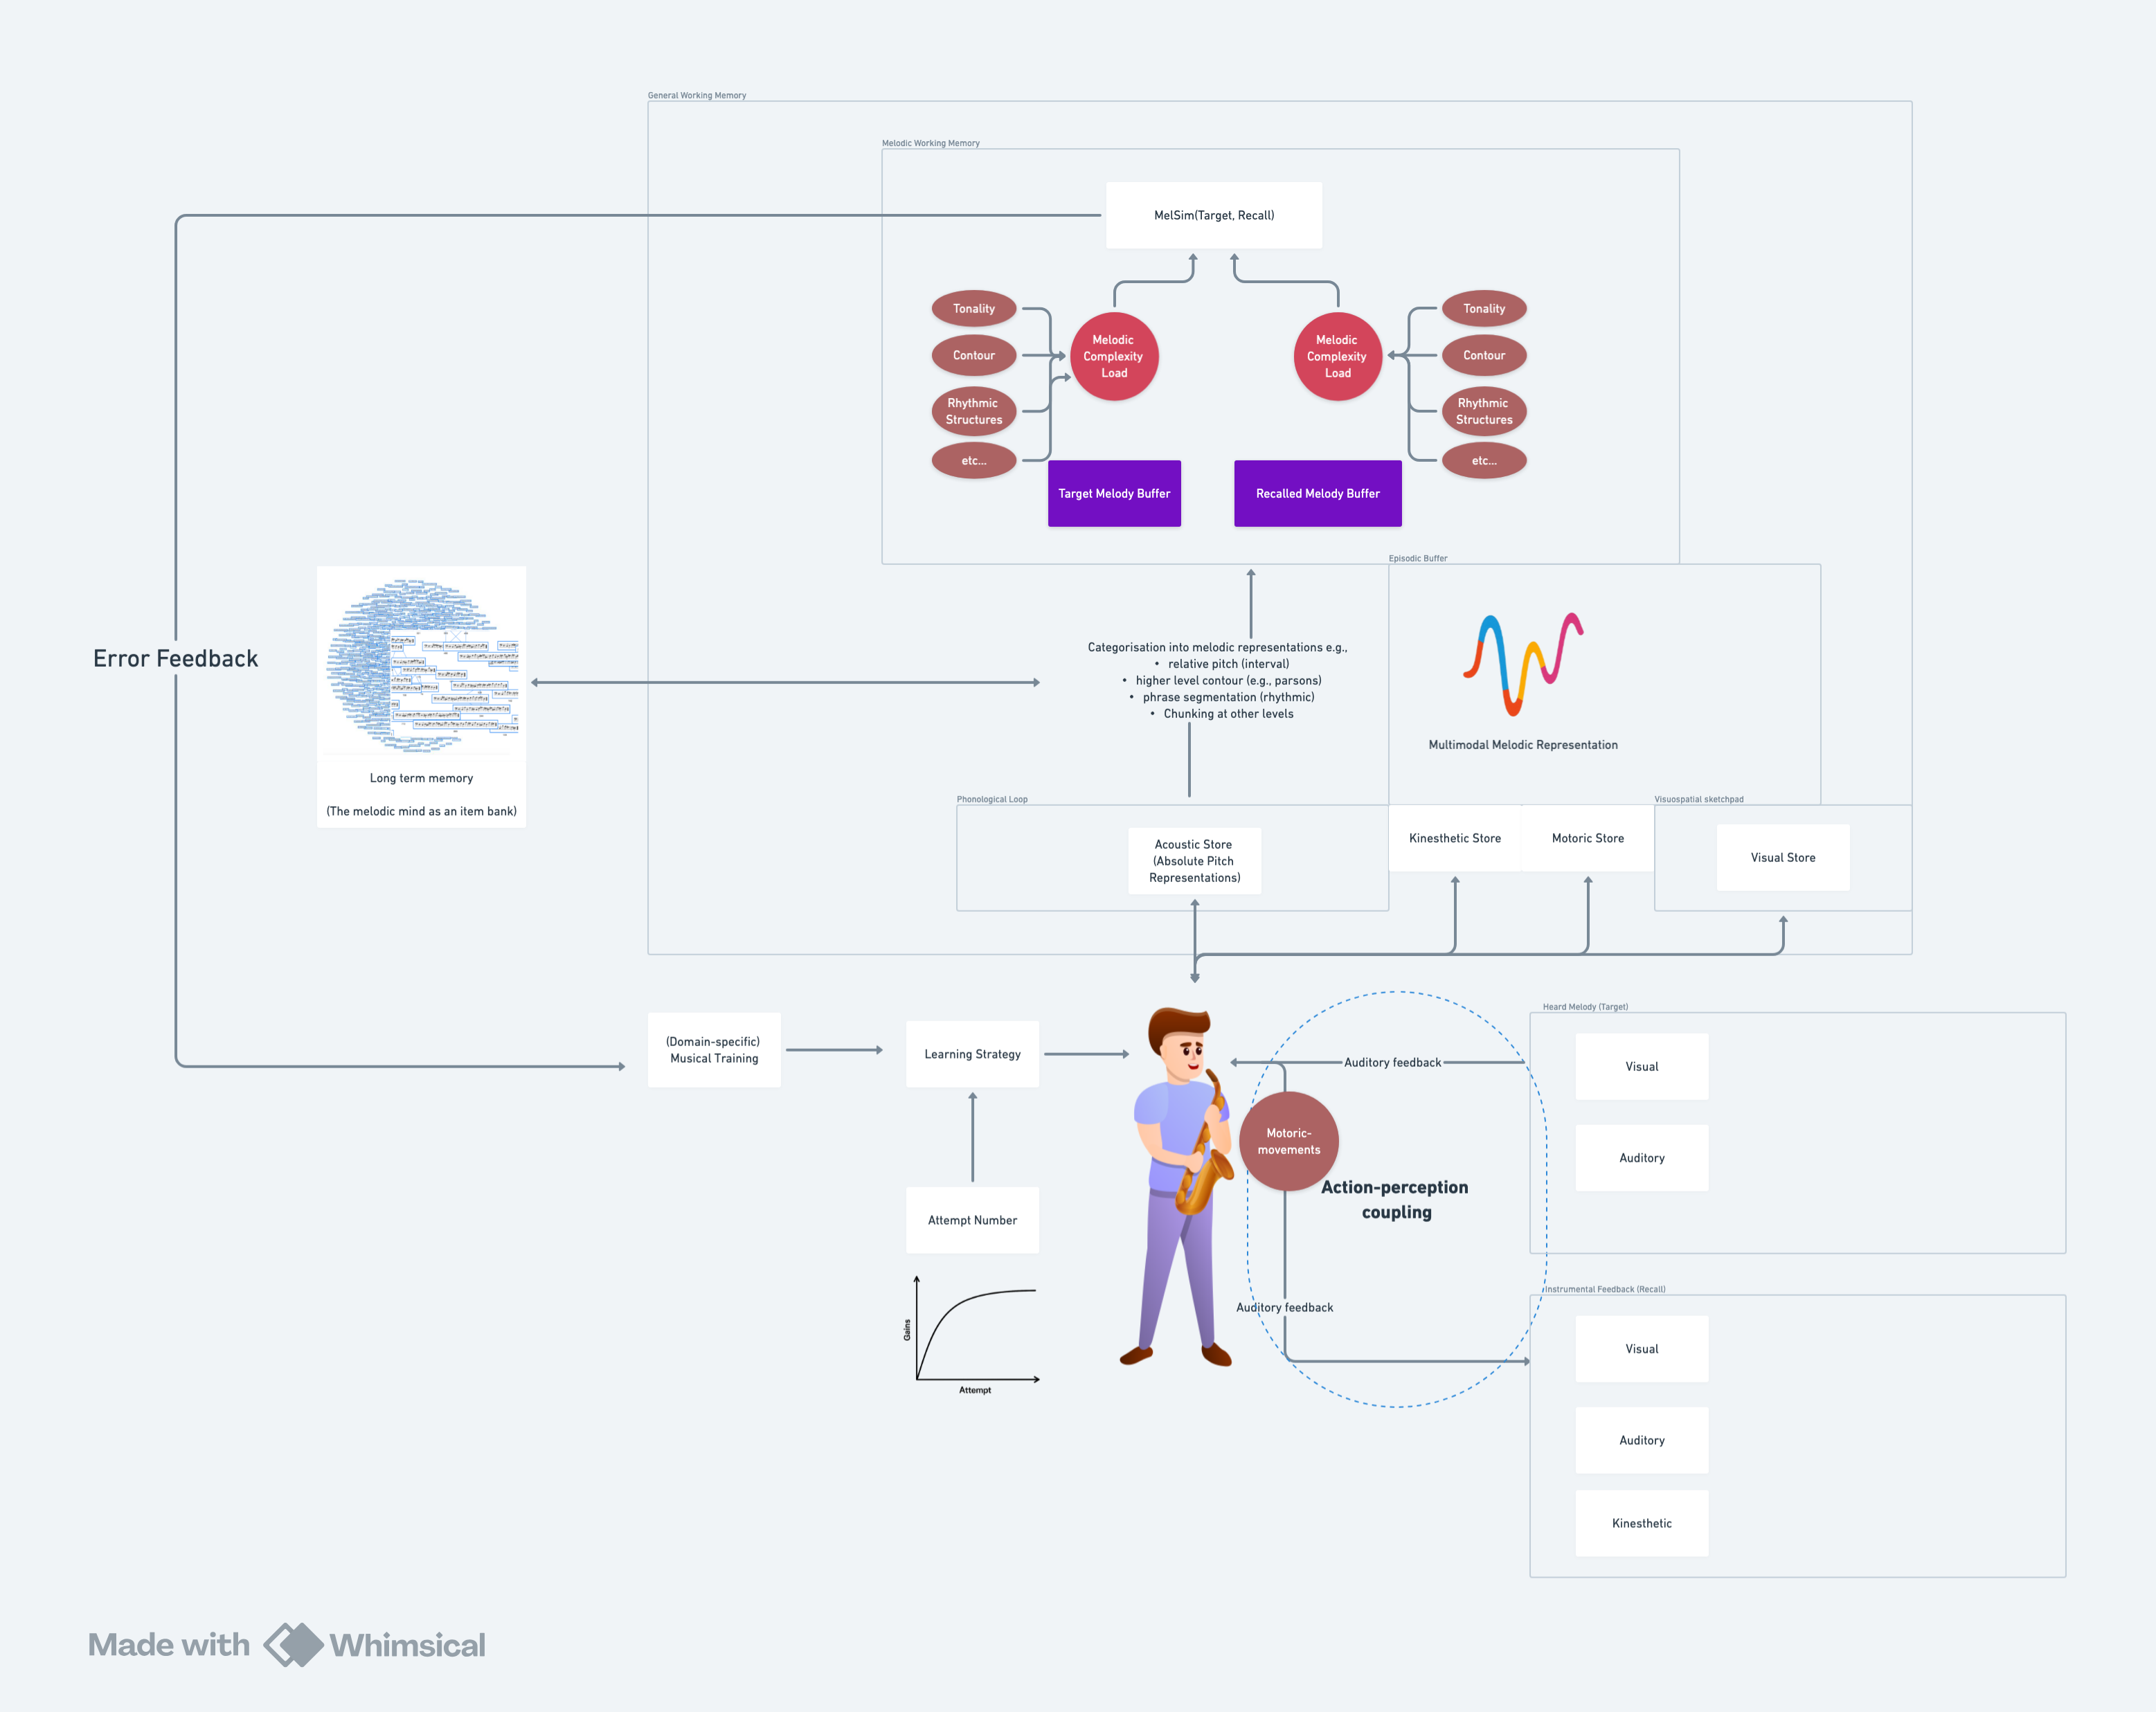 General Working Memory
Melodic Working Memory
MelSim(Target, Recall)
Tonality
Contour
Rhythmic
Structures
etc...
Melodic
Complexity
Load
Melodic
Complexity
Load
Tonality
Contour
Rhythmic
Structures
etc...
Target Melody Buffer
Recalled Melody Buffer
Error Feedback
Long term memory
(The melodic mind as an item bank)
Categorisation into melodic representations e.g.,
• relative pitch (interval)
• higher level contour (e.g., parsons)
• phrase segmentation (rhythmic)
• Chunking at other levels
Episodic Buffer
Multimodal Melodic Representation
Phonological Loop
Acoustic Store
(Absolute Pitch
Representations)
Kinesthetic Store
Motoric Store
Visuospatial sketchpad
Visual Store
(Domain-specific)
Musical Training
Learning Strategy
Attempt Number
Gains
Attempt
Auditory feedback
Motoric-
movements
Action-perception
coupling
Auditory feedback
Heard Melody (Target)
Visual
Auditory
Instrumental Feedback (Recall)
Visual
Auditory
Kinesthetic
Made with Whimsical